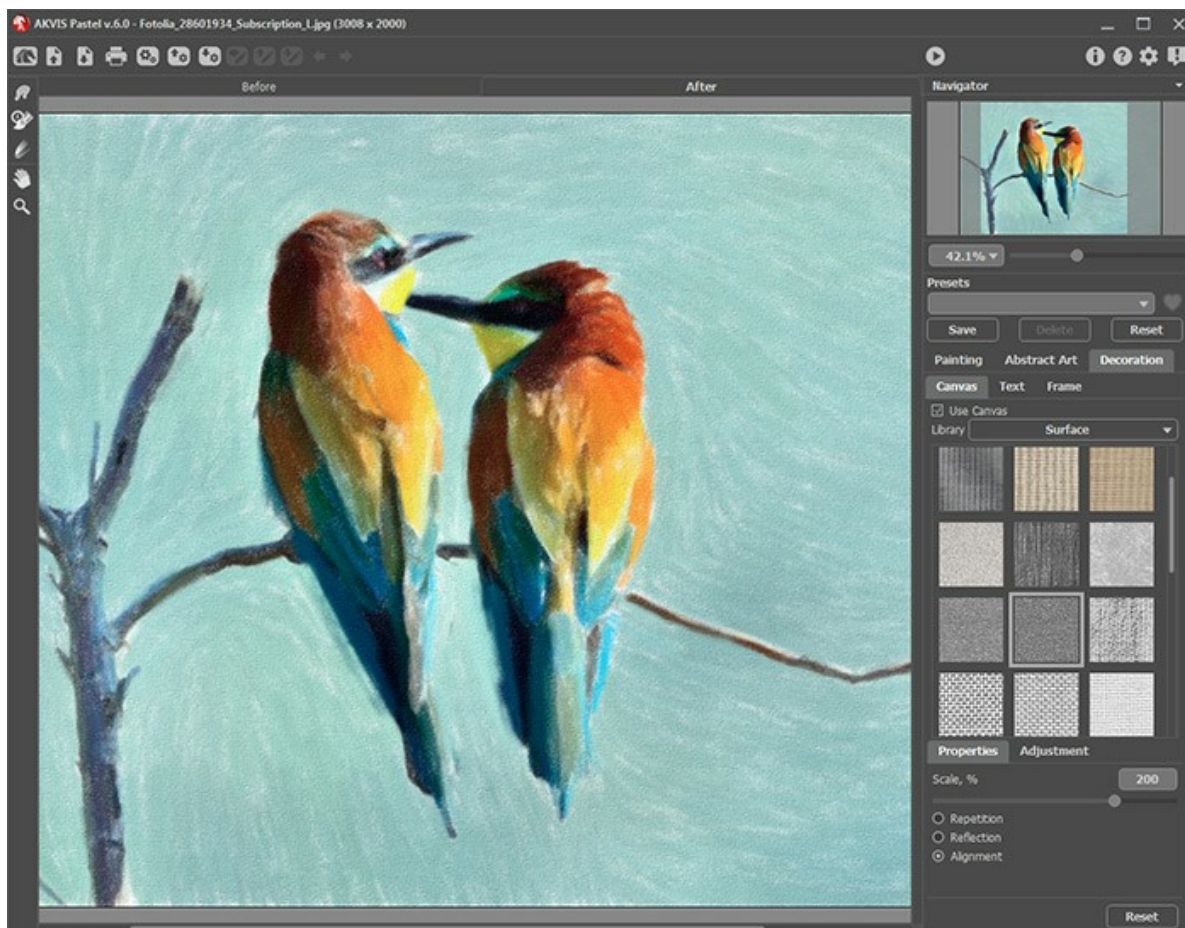 AKVIS Pastel v.6.0 - Fotolia_28601934_Subscription_L.jpg (3008 x 2000)
Before
After
Navigator
42.1%
Presets
Save Delete Reset
Painting Abstract Art Decoration
Canvas Text Frame
Use Canvas
Library Surface
Properties Adjustment
Scale, % 200
Repetition
Reflection
Alignment
Reset